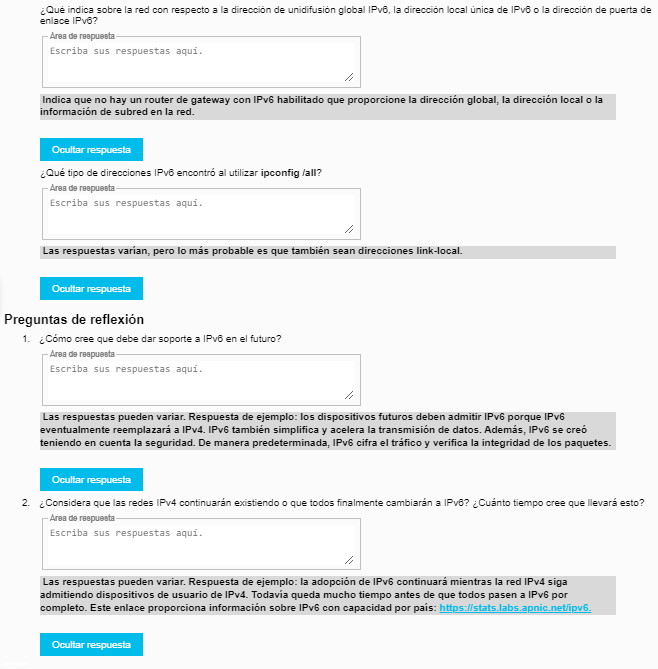 ¿Qué indica sobre la red con respecto a la dirección de unidifusión global IPv6, la dirección local única de IPv6 o la dirección de puerta de
enlace IPv6?
Área de respuesta
Escriba sus respuestas aquí.
Indica que no hay un router de gateway con IPv6 habilitado que proporcione la dirección global, la dirección local o la
información de subred en la red.
Ocultar respuesta
¿Qué tipo de direcciones IPv6 encontró al utilizar ipconfig /all?
Área de respuesta
Escriba sus respuestas aquí.
Las respuestas varían, pero lo más probable es que también sean direcciones link-local.
Ocultar respuesta
Preguntas de reflexión
1. ¿Cómo cree que debe dar soporte a IPv6 en el futuro?
Área de respuesta
Escriba sus respuestas aquí.
Las respuestas pueden variar. Respuesta de ejemplo: los dispositivos futuros deben admitir IPv6 porque IPv6
eventualmente reemplazará a IPv4. IPv6 también simplifica y acelera la transmisión de datos. Además, IPv6 se creó
teniendo en cuenta la seguridad. De manera predeterminada, IPv6 cifra el tráfico y verifica la integridad de los paquetes.
Ocultar respuesta
2. ¿Considera que las redes IPv4 continuarán existiendo o que todos finalmente cambiarán a IPv6? ¿Cuánto tiempo cree que llevará esto?
Área de respuesta
Escriba sus respuestas aquí.
Las respuestas pueden variar. Respuesta de ejemplo: la adopción de IPv6 continuará mientras la red IPv4 siga
admitiendo dispositivos de usuario de IPv4. Todavía queda mucho tiempo antes de que todos pasen a IPv6 por
completo. Este enlace proporciona información sobre IPv6 con capacidad por país: https://stats.labs.apnic.net/ipv6.
Ocultar respuesta